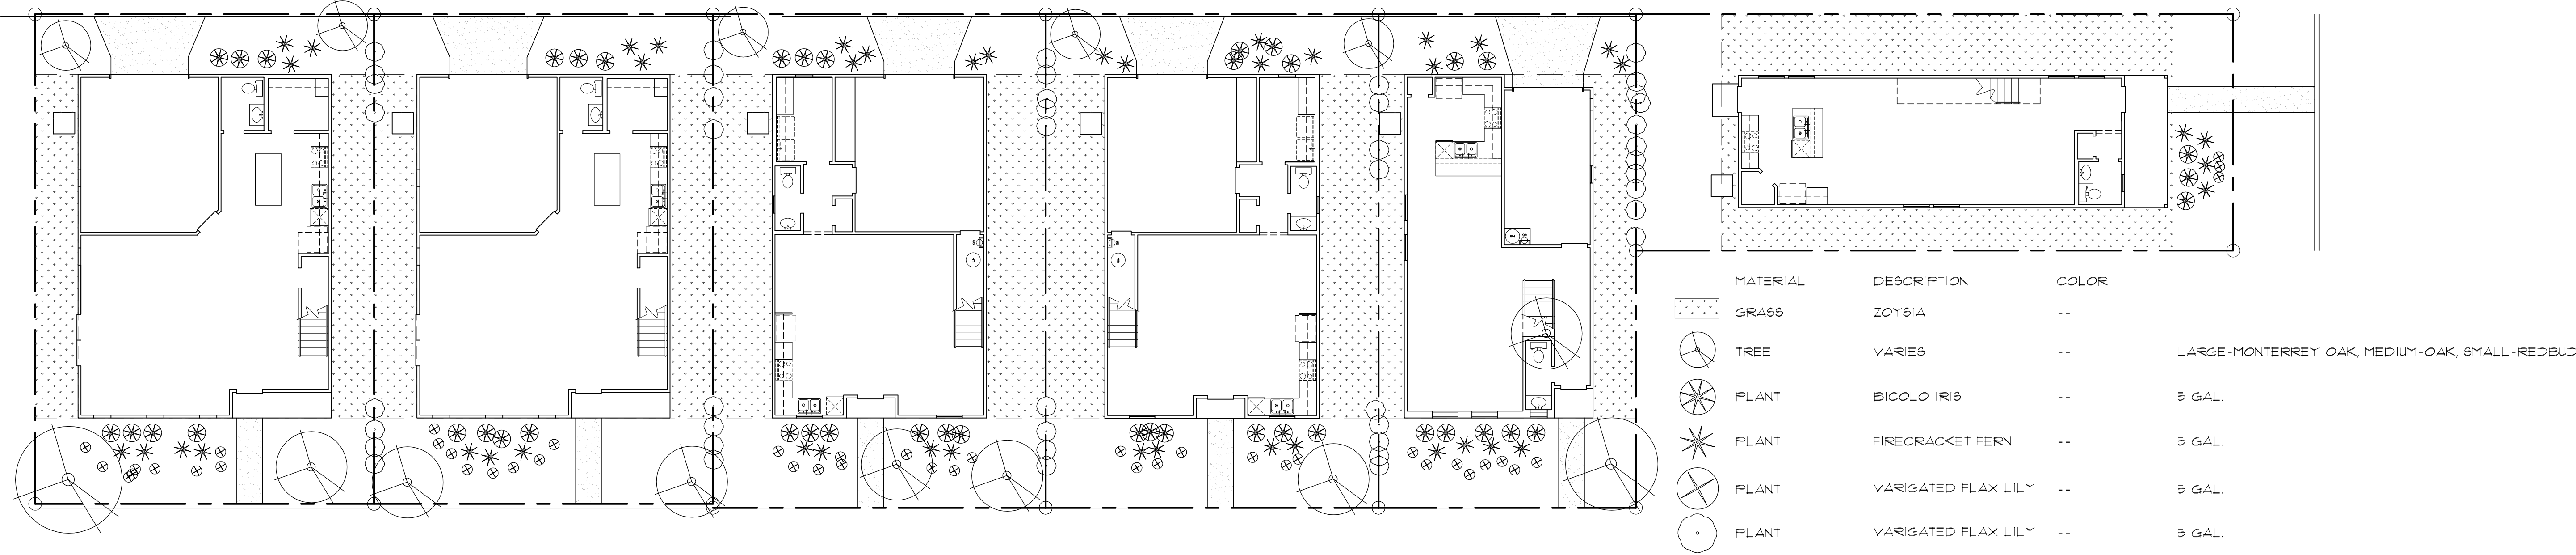 MATERIAL DESCRIPTION COLOR
GRASS ZOYSIA --
TREE VARIES -- LARGE-MONTERREY OAK, MEDIUM-OAK, SMALL-REDBUD
PLANT BICOLO IRIS -- 5 GAL.
PLANT FIRECRACKET FERN -- 5 GAL.
PLANT VARIGATED FLAX LILY -- 5 GAL.
PLANT VARIGATED FLAX LILY -- 5 GAL.